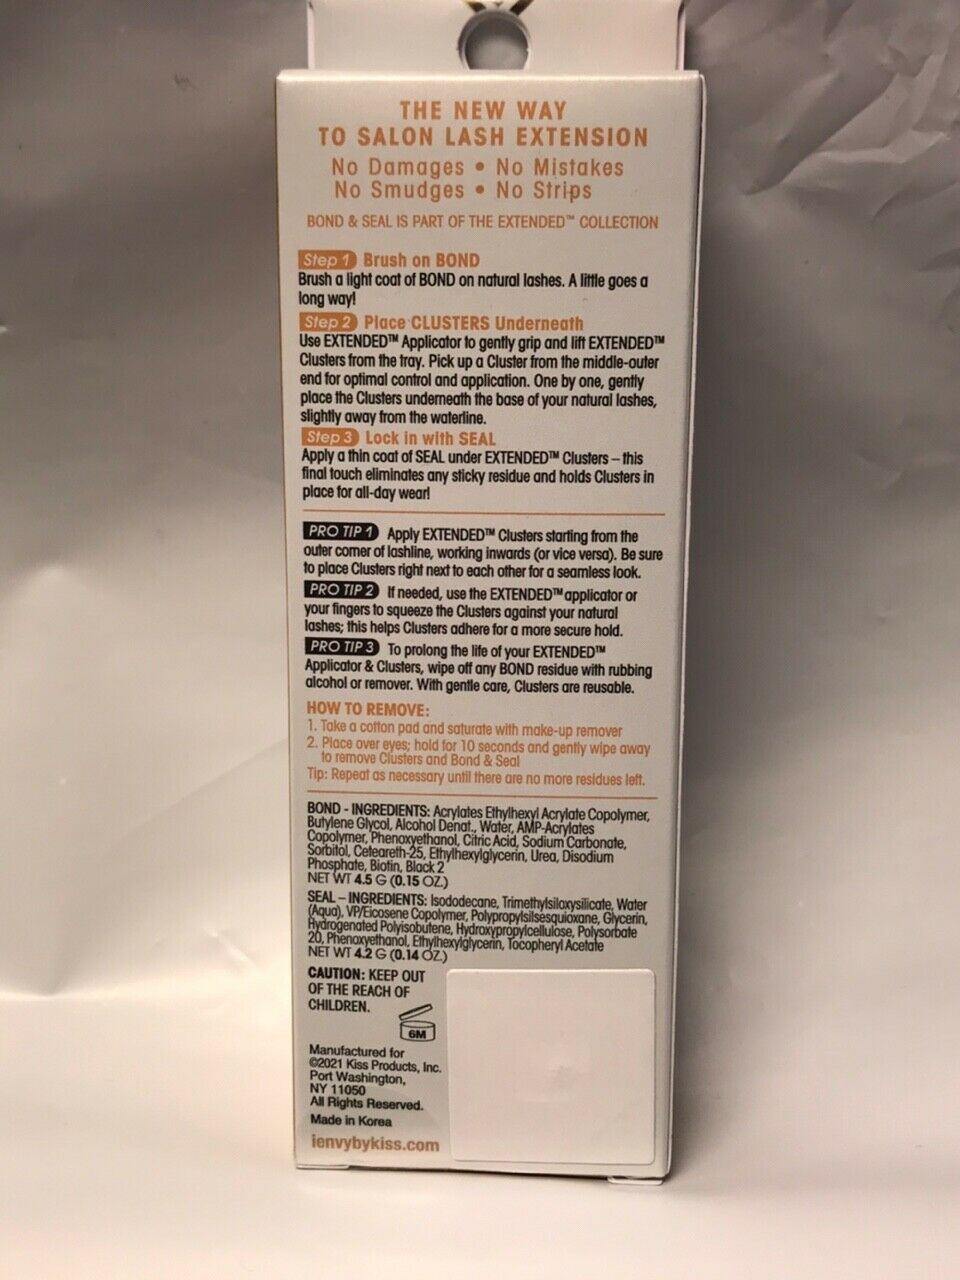 THE NEW WAY
TO SALON LASH EXTENSION
No Damages • No Mistakes
No Smudges • No Strips
BOND & SEAL IS PART OF THE EXTENDED™ COLLECTION
Step 1 Brush on BOND
Brush a light coat of BOND on natural lashes. A little goes a
long way!
Step 2 Place CLUSTERS Underneath
Use EXTENDED™ Applicator to gently grip and lift EXTENDED™
Clusters from the tray. Pick up a Cluster from the middle-outer
end for optimal control and application. One by one, gently
place the Clusters underneath the base of your natural lashes,
slightly away from the waterline.
Step 3 Lock in with SEAL
Apply a thin coat of SEAL under EXTENDED™ Clusters – this
final touch eliminates any sticky residue and holds Clusters in
place for all-day wear!
PRO TIP 1 Apply EXTENDED™ Clusters starting from the
outer corner of lashline, working inwards (or vice versa). Be sure
to place Clusters right next to each other for a seamless look.
PRO TIP 2 If needed, use the EXTENDED™ applicator or
your fingers to squeeze the Clusters against your natural
lashes; this helps Clusters adhere for a more secure hold.
PRO TIP 3 To prolong the life of your EXTENDED™
Applicator & Clusters, wipe off any BOND residue with rubbing
alcohol or remover. With gentle care, Clusters are reusable.
HOW TO REMOVE:
1. Take a cotton pad and saturate with make-up remover
2. Place over eyes; hold for 10 seconds and gently wipe away
to remove Clusters and Bond & Seal
Tip: Repeat as necessary until there are no more residues left.
BOND - INGREDIENTS: Acrylates Ethylhexyl Acrylate Copolymer,
Butylene Glycol, Alcohol Denat., Water, AMP-Acrylates
Copolymer, Phenoxyethanol, Citric Acid, Sodium Carbonate,
Sorbitol, Ceteareth-25, Ethylhexylglycerin, Urea, Disodium
Phosphate, Biotin, Black 2
NET WT 4.5 G (0.15 OZ.)
SEAL – INGREDIENTS: Isododecane, Trimethylsiloxysilicate, Water
(Aqua), VP/Eicosene Copolymer, Polypropylsilsesquioxane, Glycerin,
Hydrogenated Polyisobutene, Hydroxypropylcellulose, Polysorbate
20, Phenoxyethanol, Ethylhexylglycerin, Tocopheryl Acetate
NET WT 4.2 G (0.14 OZ.)
CAUTION: KEEP OUT
OF THE REACH OF
CHILDREN.
6M
Manufactured for
©2021 Kiss Products, Inc.
Port Washington,
NY 11050
All Rights Reserved.
Made in Korea
ienvybykiss.com